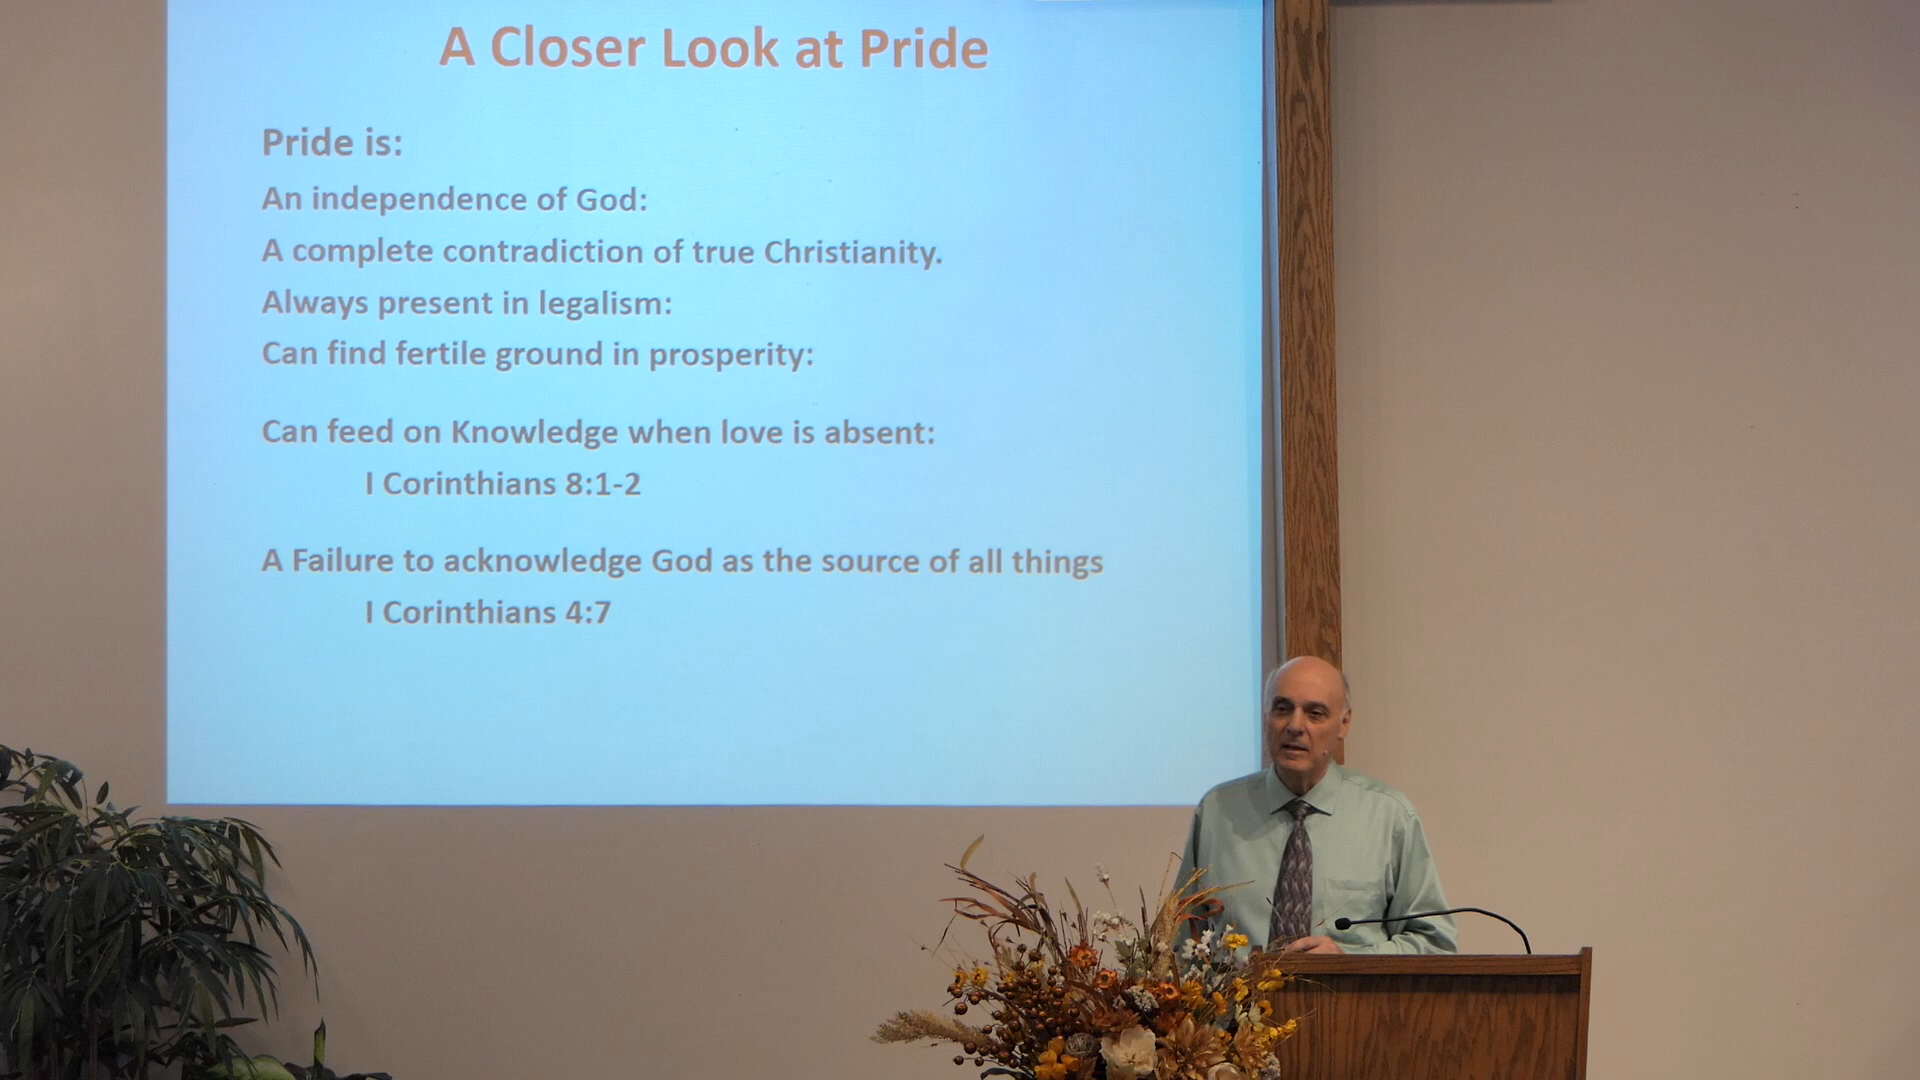 A Closer Look at Pride
Pride is:
An independence of God:
A complete contradiction of true Christianity.
Always present in legalism:
Can find fertile ground in prosperity:
Can feed on Knowledge when love is absent:
I Corinthians 8:1-2
A Failure to acknowledge God as the source of all things
I Corinthians 4:7